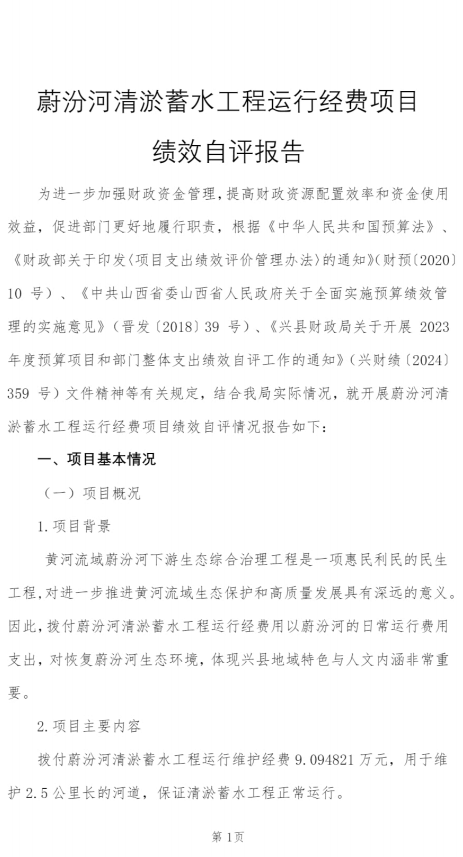 蔚汾河清淤蓄水工程运行经费项目
绩效自评报告
为进一步加强财政资金管理,提高财政资源配置效率和资金使用
效益，促进部门更好地履行职责，根据《中华人民共和国预算法》、
《财政部关于印发〈项目支出绩效评价管理办法〉的通知》（财预〔2020〕
10 号）、《中共山西省委山西省人民政府关于全面实施预算绩效管
理的实施意见》（晋发〔2018〕39 号）、《兴县财政局关于开展 2023
年度预算项目和部门整体支出绩效自评工作的通知》（兴财绩〔2024〕
359 号）文件精神等有关规定，结合我局实际情况，就开展蔚汾河清
淤蓄水工程运行经费项目绩效自评情况报告如下：
一、项目基本情况
（一）项目概况
1.项目背景
黄河流域蔚汾河下游生态综合治理工程是一项惠民利民的民生
工程,对进一步推进黄河流域生态保护和高质量发展具有深远的意义。
因此,拨付蔚汾河清淤蓄水工程运行经费用以蔚汾河的日常运行费用
支出，对恢复蔚汾河生态环境，体现兴县地域特色与人文内涵非常重
要。
2.项目主要内容
拨付蔚汾河清淤蓄水工程运行维护经费 9.094821 万元，用于维
护 2.5 公里长的河道，保证清淤蓄水工程正常运行。
第 1页